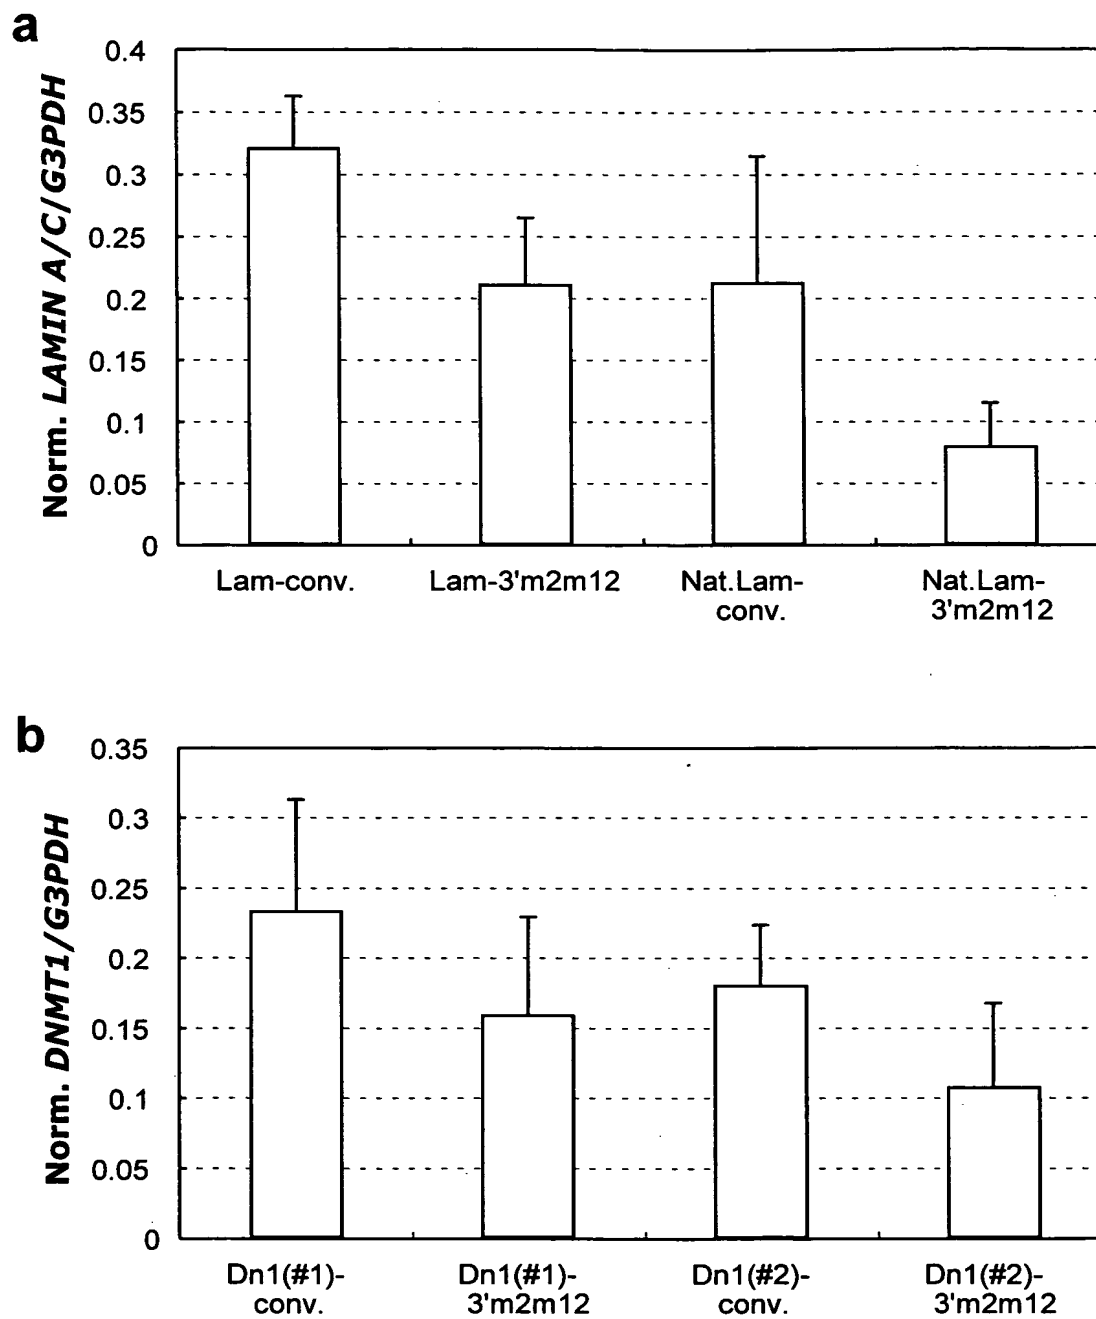 a
Norm. LAMIN A/C/G3PDH
0.4
0.35
0.3
0.25
0.2
0.15
0.1
0.05
0
Lam-conv.
Lam-3'm2m12
Nat.Lam-
conv.
Nat.Lam-
3'm2m12
b
Norm. DNMT1/G3PDH
0.35
0.3
0.25
0.2
0.15
0.1
0.05
0
Dn1(#1)-
conv.
Dn1(#1)-
3'm2m12
Dn1(#2)-
conv.
Dn1(#2)-
3'm2m12